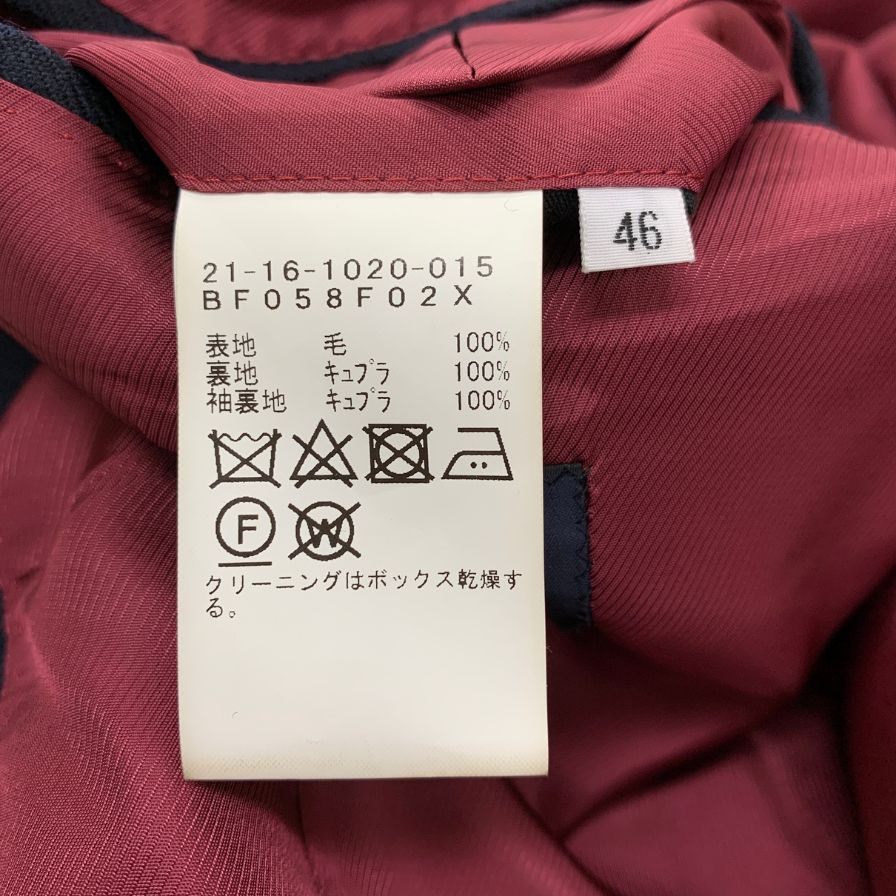 46
21-16-1020-015
BF058F02X
表地 毛 100%
裏地 キュプラ 100%
袖裏地 キュプラ 100%
F W
クリーニングはボックス乾燥す
る。